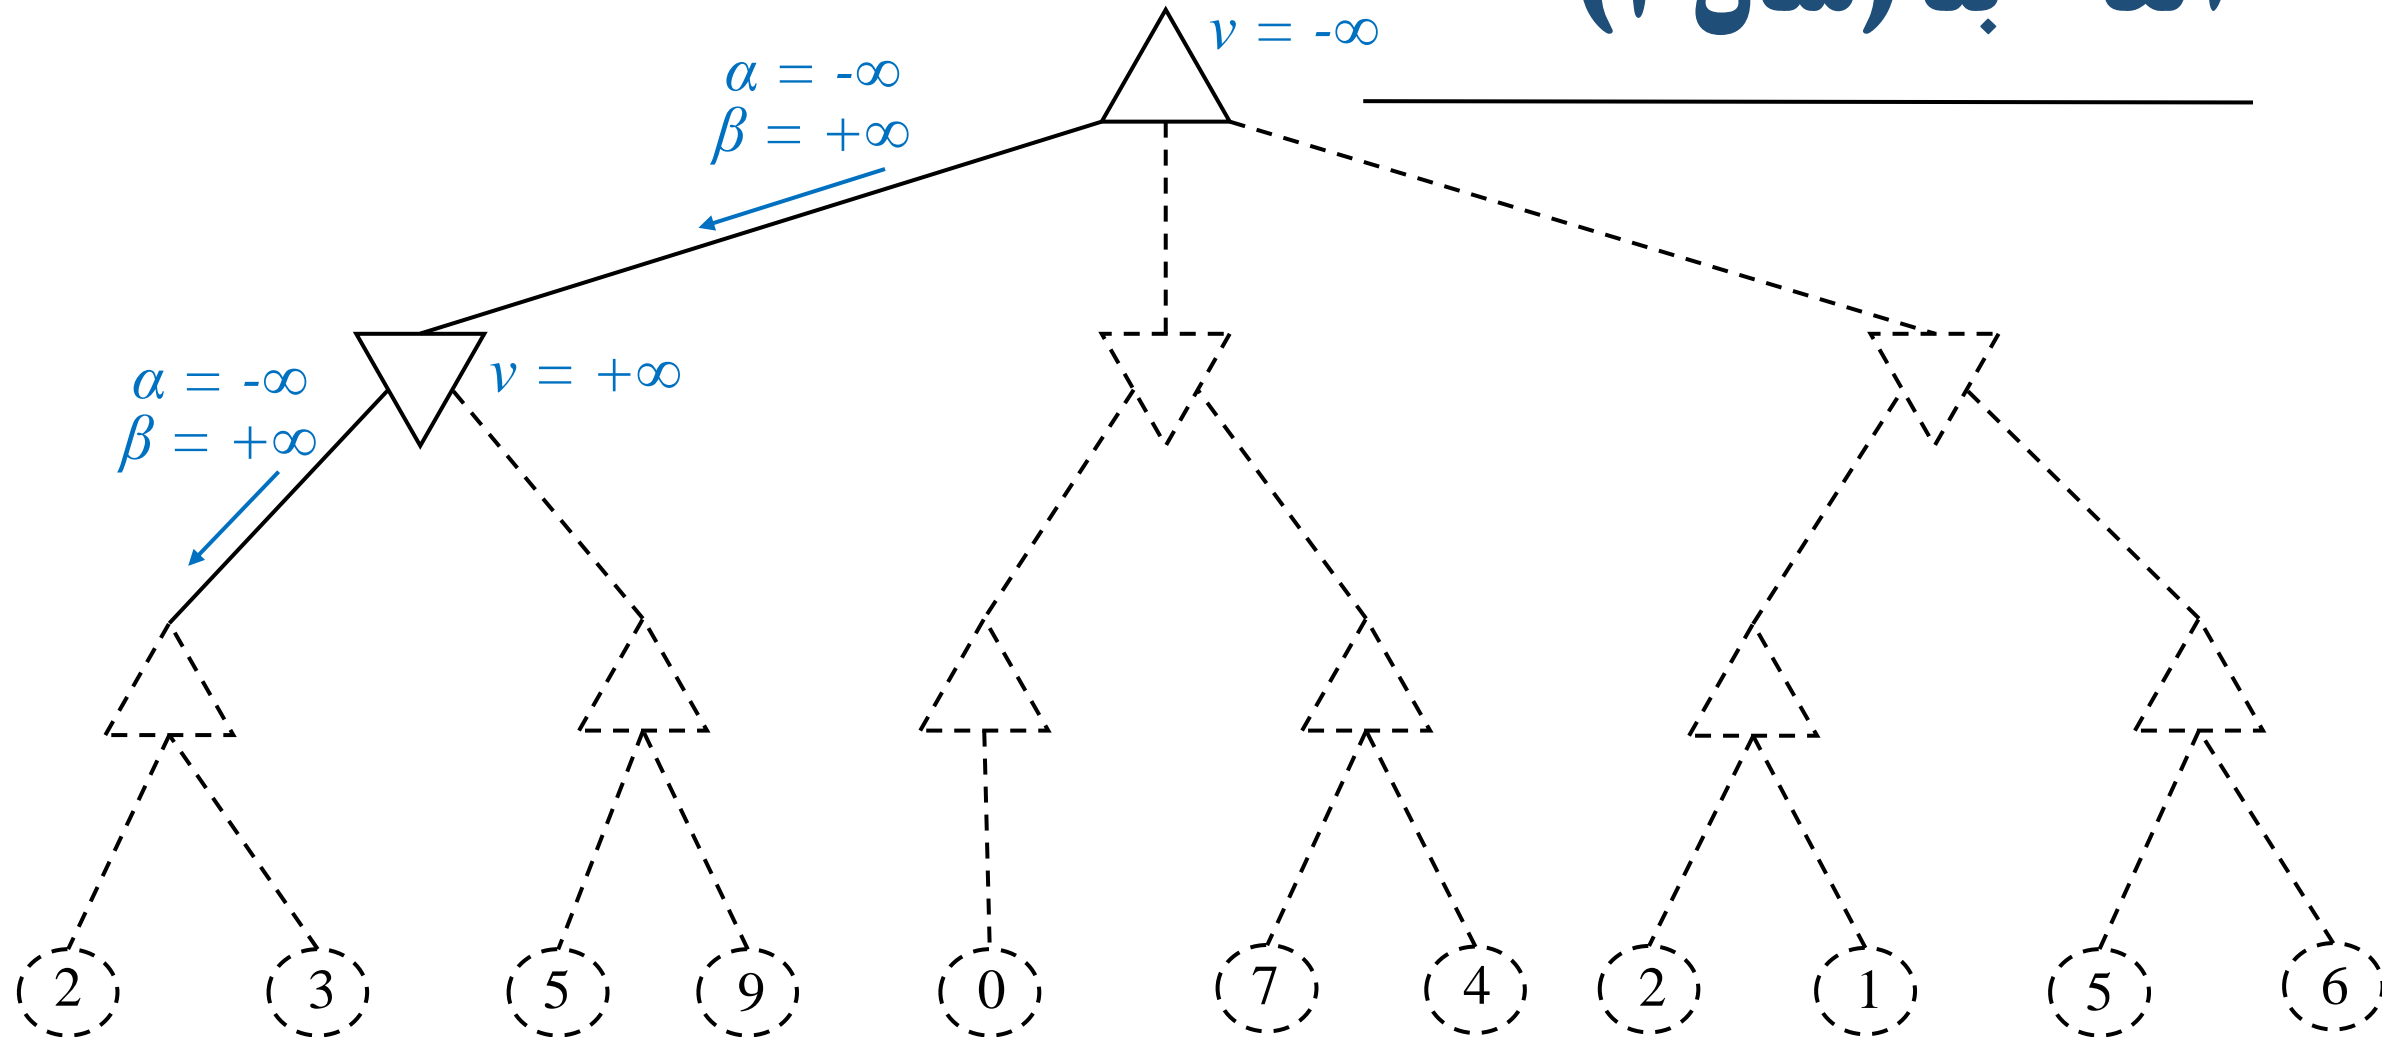 v = -∞
α = -∞
β = +∞
v = +∞
α = -∞
β = +∞
2 3 5 9 0 7 4 2 1 5 6